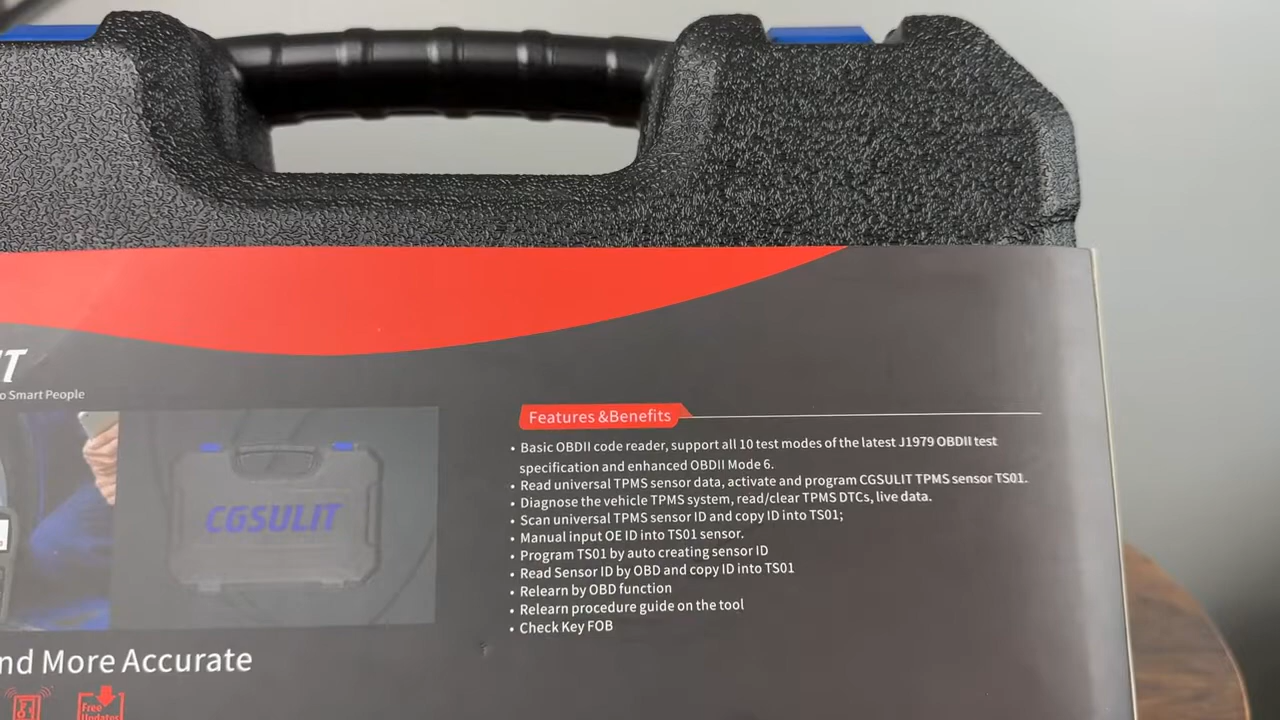 IT
o Smart People
Features &Benefits
• Basic OBDII code reader, support all 10 test modes of the latest J1979 OBDII test
specification and enhanced OBDII Mode 6.
• Read universal TPMS sensor data, activate and program CGSULIT TPMS sensor TS01.
• Diagnose the vehicle TPMS system, read/clear TPMS DTCs, live data.
• Scan universal TPMS sensor ID and copy ID into TS01;
• Manual input OE ID into TS01 sensor.
• Program TS01 by auto creating sensor ID
• Read Sensor ID by OBD and copy ID into TS01
• Relearn by OBD function
• Relearn procedure guide on the tool
• Check Key FOB
CGSULIT
nd More Accurate
Free
Updates